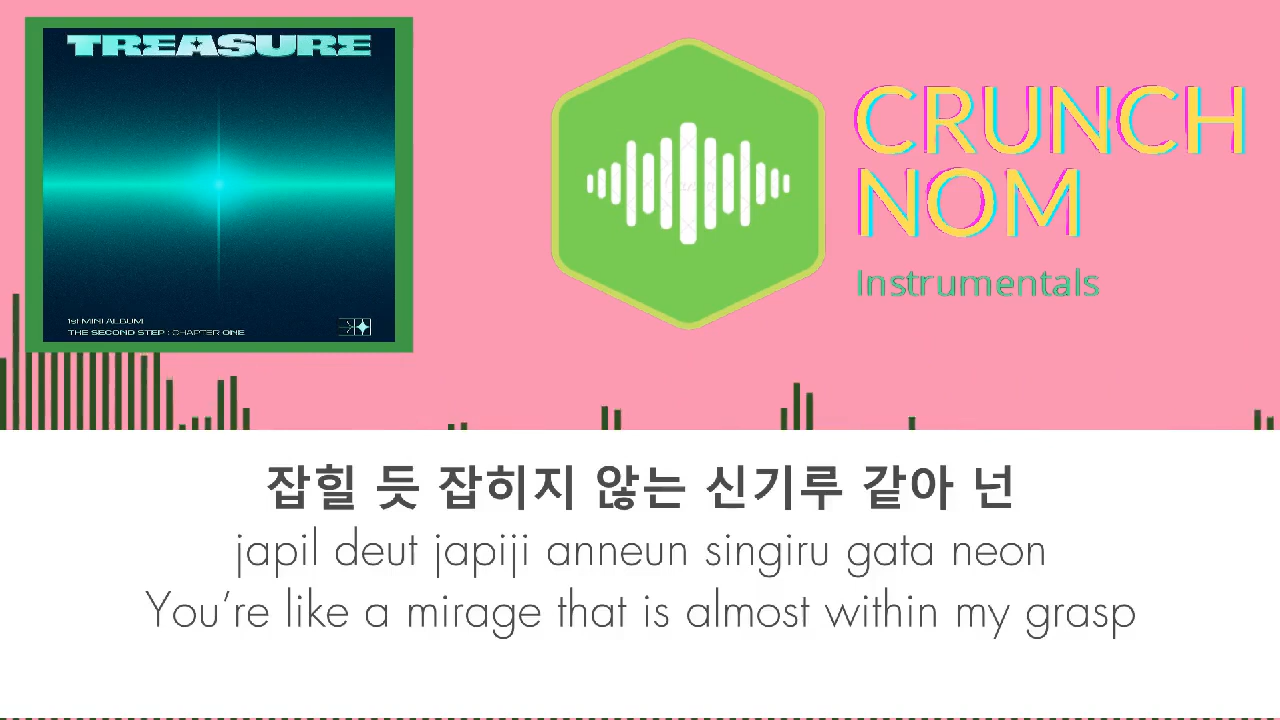 TREASURE
1st MINI ALBUM
THE SECOND STEP : CHAPTER ONE
CRUNCH
NOM
Instrumentals
잡힐 듯 잡히지 않는 신기루 같아 넌
japil deut japiji anneun singiru gata neon
You're like a mirage that is almost within my grasp